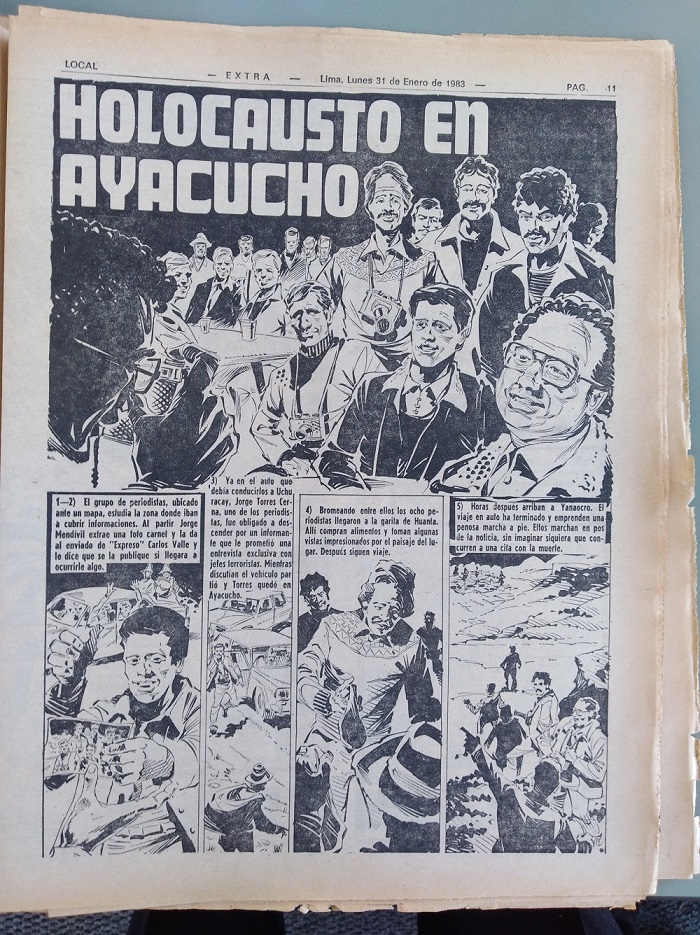 LOCAL
— EXTRA — Lima, Lunes 31 de Enero de 1983 — PAG. 11
HOLOCAUSTO EN
AYACUCHO
1—2) El grupo de periodistas, ubicado
ante un mapa, estudia la zona donde iban
a cubrir informaciones. Al partir Jorge
Mendívil extrae una foto carnet y la da
al enviado de "Expreso" Carlos Valle y
le dice que se la publique si llegara a
ocurrirle algo.
3) Ya en el auto que
debía conducirlos a Uchu
raracay, Jorge Torres Cer-
na, uno de los periodis-
tas, fue obligado a des-
cender por un informan-
te que le prometió una
entrevista exclusiva con
jefes terroristas. Mientras
discutían el vehículo par
tió y Torres quedó en
Ayacucho.
4) Bromeando entre ellos los ocho pe-
riodistas llegaron a la garita de Huanta.
Allí compran alimentos y toman algunas
vistas impresionados por el paisaje del lu-
gar. Después siguen viaje.
5) Horas después arriban a Yanaocro. El
viaje en auto ha terminado y emprenden una
penosa marcha a pie. Ellos marchan en pos
de la noticia, sin imaginar siquiera que con-
curren a una cita con la muerte.